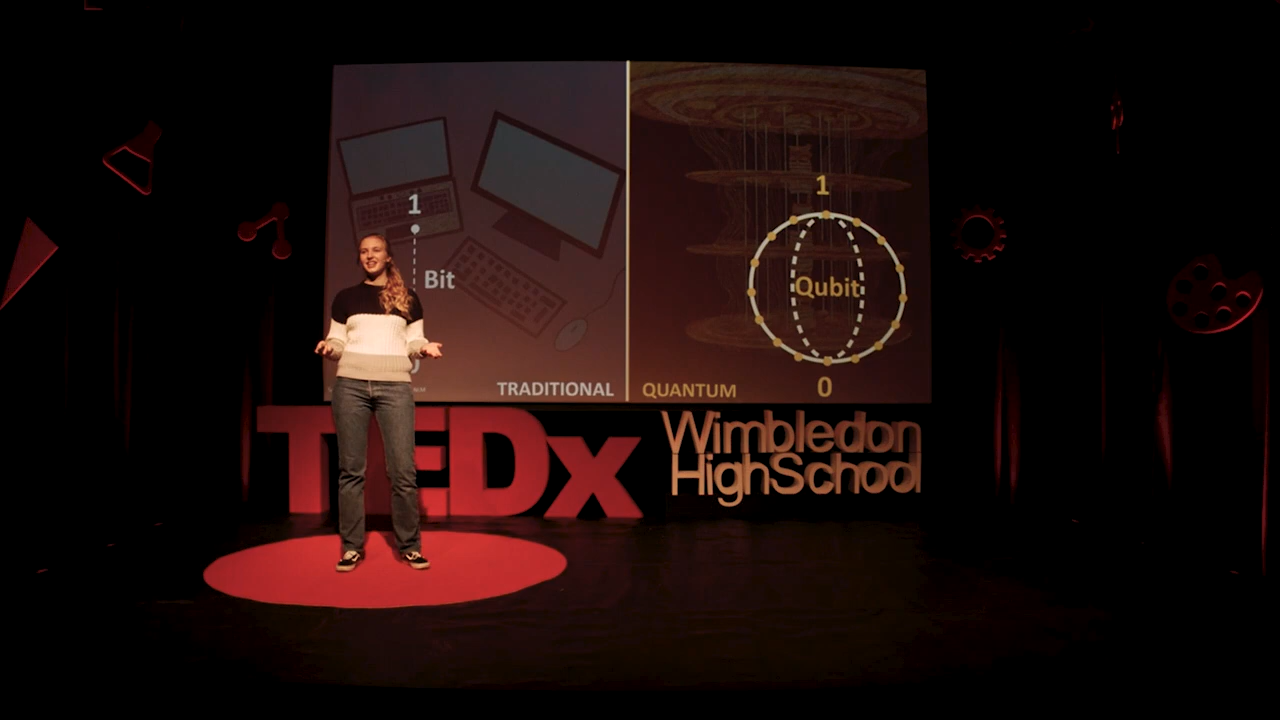 1
Bit
TRADITIONAL
1
Qubit
0
QUANTUM
TEDx
Wimbledon
HighSchool